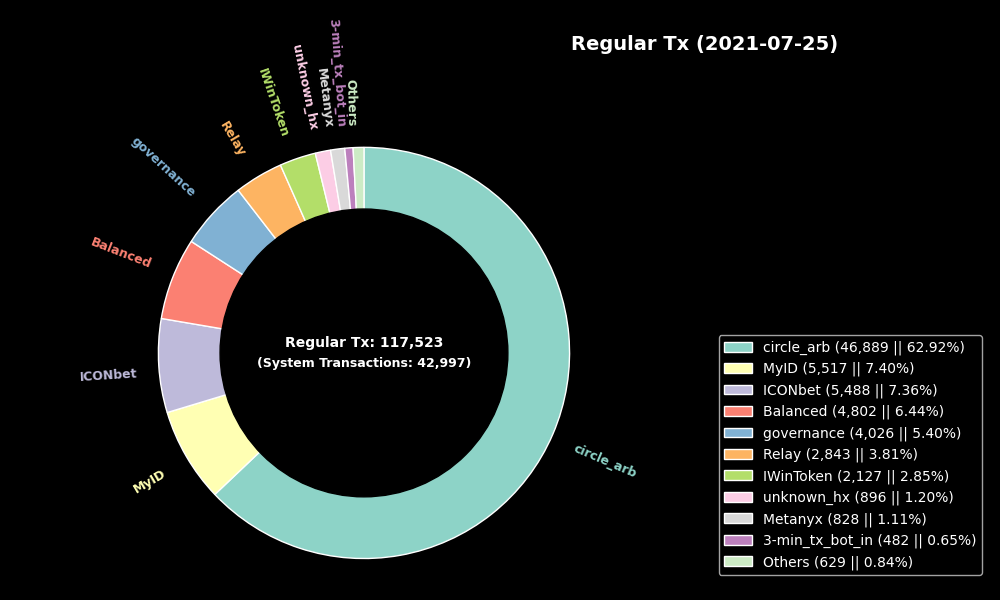 Regular Tx (2021-07-25)
3-min_tx_bot_in
Others
Metanyx
unknown_hx
IWinToken
Relay
governance
Balanced
ICONbet
MyID
circle_arb
Regular Tx: 117,523
(System Transactions: 42,997)
circle_arb (46,889 || 62.92%)
MyID (5,517 || 7.40%)
ICONbet (5,488 || 7.36%)
Balanced (4,802 || 6.44%)
governance (4,026 || 5.40%)
Relay (2,843 || 3.81%)
IWinToken (2,127 || 2.85%)
unknown_hx (896 || 1.20%)
Metanyx (828 || 1.11%)
3-min_tx_bot_in (482 || 0.65%)
Others (629 || 0.84%)